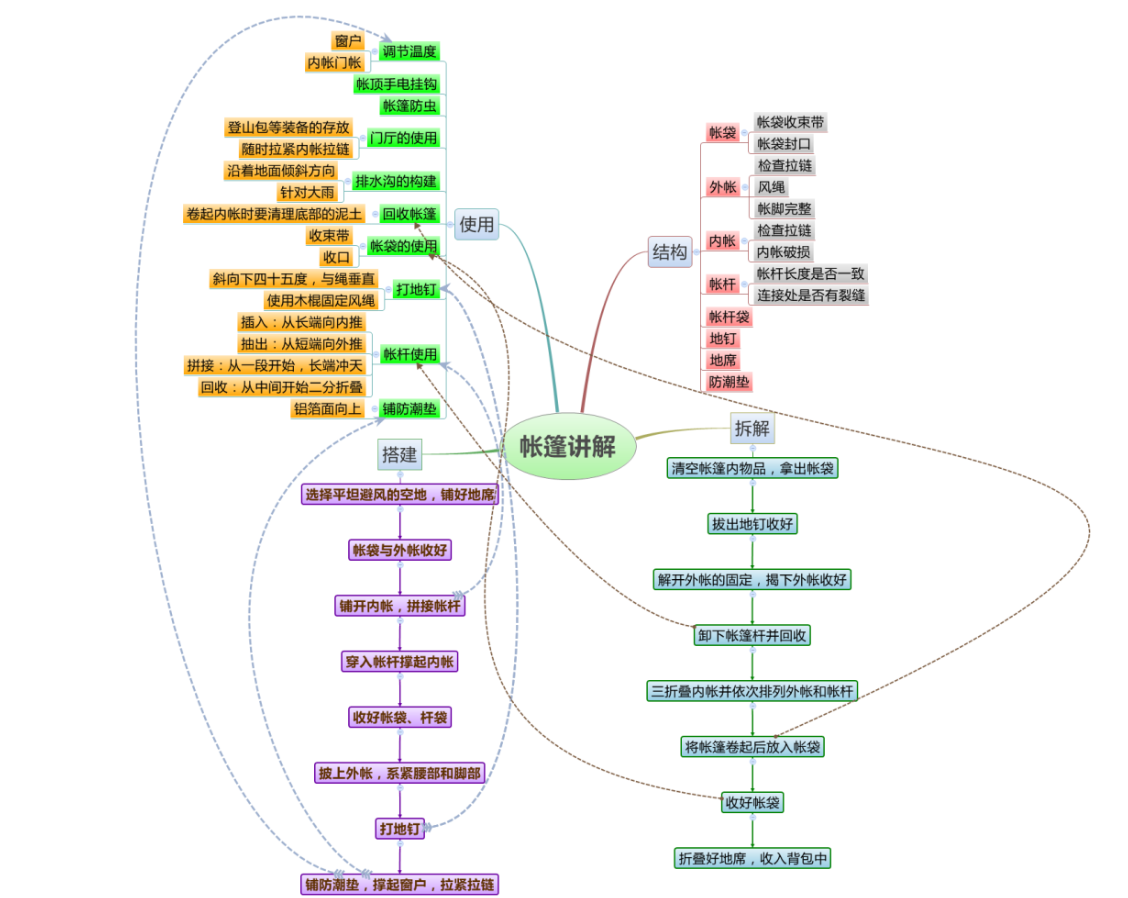 帐篷讲解
使用
调节温度
窗户
内帐门帐
帐顶手电挂钩
帐篷防虫
门厅的使用
登山包等装备的存放
随时拉紧内帐拉链
排水沟的构建
沿着地面倾斜方向
针对大雨
回收帐篷
卷起内帐时要清理底部的泥土
帐袋的使用
收束带
收口
打地钉
斜向下四十五度，与绳垂直
使用木棍固定风绳
帐杆使用
插入：从长端向内推
抽出：从短端向外推
拼接：从一段开始，长端冲天
回收：从中间开始二分折叠
铺防潮垫
铝箔面向上
结构
帐袋
帐袋收束带
帐袋封口
外帐
检查拉链
风绳
帐脚完整
内帐
检查拉链
内帐破损
帐杆
帐杆长度是否一致
连接处是否有裂缝
帐杆袋
地钉
地席
防潮垫
搭建
选择平坦避风的空地，铺好地席
帐袋与外帐收好
铺开内帐，拼接帐杆
穿入帐杆撑起内帐
收好帐袋、杆袋
披上外帐，系紧腰部和脚部
打地钉
铺防潮垫，撑起窗户，拉紧拉链
拆解
清空帐篷内物品，拿出帐袋
拔出地钉收好
解开外帐的固定，揭下外帐收好
卸下帐篷杆并回收
三折叠内帐并依次排列外帐和帐杆
将帐篷卷起后放入帐袋
收好帐袋
折叠好地席，收入背包中